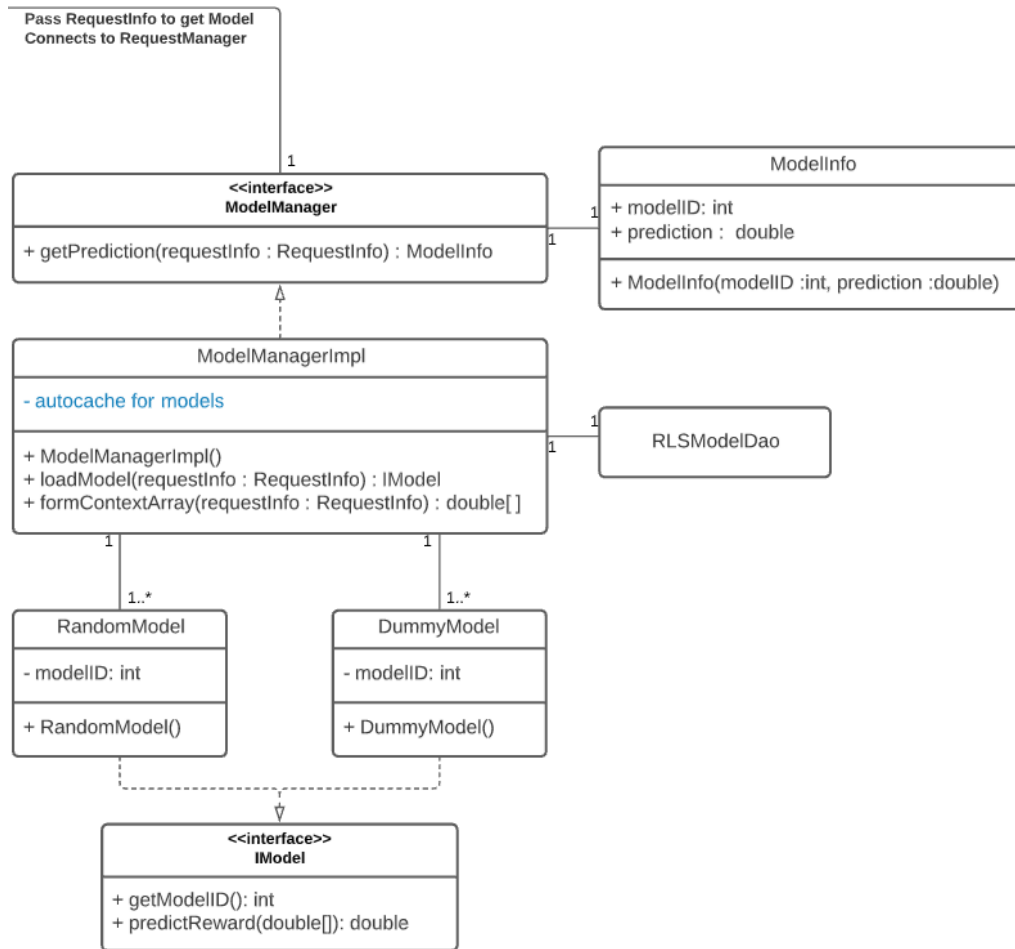 Pass RequestInfo to get Model
Connects to RequestManager
1
<<interface>>
ModelManager
+ getPrediction(requestInfo : RequestInfo) : ModelInfo
1
1
ModelInfo
+ modelID: int
+ prediction :  double
+ ModelInfo(modelID :int, prediction :double)
ModelManagerImpl
- autocache for models
+ ModelManagerImpl()
+ loadModel(requestInfo : RequestInfo) : IModel
+ formContextArray(requestInfo : RequestInfo) : double[ ]
1
1
RLSModelDao
1
1
1..*
1..*
RandomModel
- modelID: int
+ RandomModel()
DummyModel
- modelID: int
+ DummyModel()
<<interface>>
IModel
+ getModelID(): int
+ predictReward(double[]): double